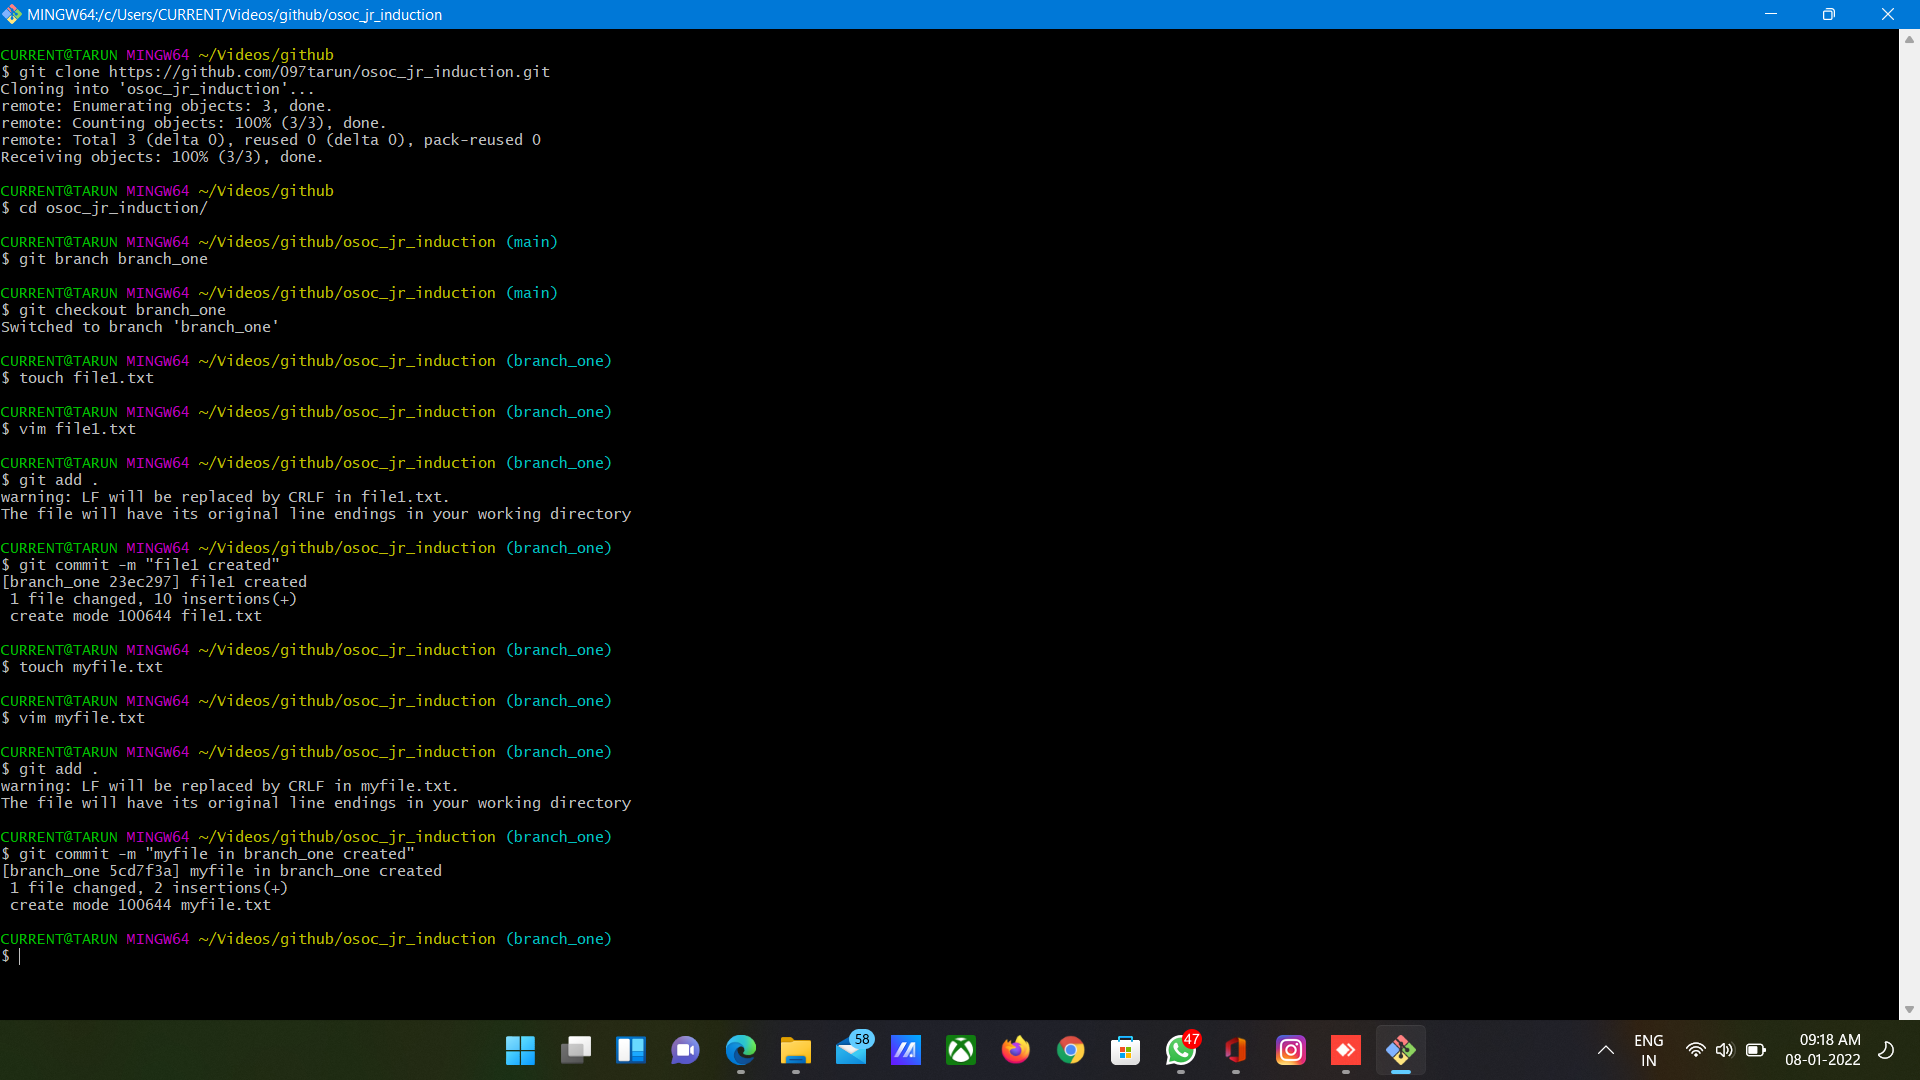 MINGW64:/c/Users/CURRENT/Videos/github/osoc_jr_induction
CURRENT@TARUN MINGW64 ~/Videos/github
$ git clone https://github.com/097tarun/osoc_jr_induction.git
Cloning into 'osoc_jr_induction'...
remote: Enumerating objects: 3, done.
remote: Counting objects: 100% (3/3), done.
remote: Total 3 (delta 0), reused 0 (delta 0), pack-reused 0
Receiving objects: 100% (3/3), done.
CURRENT@TARUN MINGW64 ~/Videos/github
$ cd osoc_jr_induction/
CURRENT@TARUN MINGW64 ~/Videos/github/osoc_jr_induction (main)
$ git branch branch_one
CURRENT@TARUN MINGW64 ~/Videos/github/osoc_jr_induction (main)
$ git checkout branch_one
Switched to branch 'branch_one'
CURRENT@TARUN MINGW64 ~/Videos/github/osoc_jr_induction (branch_one)
$ touch file1.txt
CURRENT@TARUN MINGW64 ~/Videos/github/osoc_jr_induction (branch_one)
$ vim file1.txt
CURRENT@TARUN MINGW64 ~/Videos/github/osoc_jr_induction (branch_one)
$ git add .
warning: LF will be replaced by CRLF in file1.txt.
The file will have its original line endings in your working directory
CURRENT@TARUN MINGW64 ~/Videos/github/osoc_jr_induction (branch_one)
$ git commit -m "file1 created"
[branch_one 23ec297] file1 created
 1 file changed, 10 insertions(+)
 create mode 100644 file1.txt
CURRENT@TARUN MINGW64 ~/Videos/github/osoc_jr_induction (branch_one)
$ touch myfile.txt
CURRENT@TARUN MINGW64 ~/Videos/github/osoc_jr_induction (branch_one)
$ vim myfile.txt
CURRENT@TARUN MINGW64 ~/Videos/github/osoc_jr_induction (branch_one)
$ git add .
warning: LF will be replaced by CRLF in myfile.txt.
The file will have its original line endings in your working directory
CURRENT@TARUN MINGW64 ~/Videos/github/osoc_jr_induction (branch_one)
$ git commit -m "myfile in branch_one created"
[branch_one 5cd7f3a] myfile in branch_one created
 1 file changed, 2 insertions(+)
 create mode 100644 myfile.txt
CURRENT@TARUN MINGW64 ~/Videos/github/osoc_jr_induction (branch_one)
$
58
47
ENG
IN
09:18 AM
08-01-2022